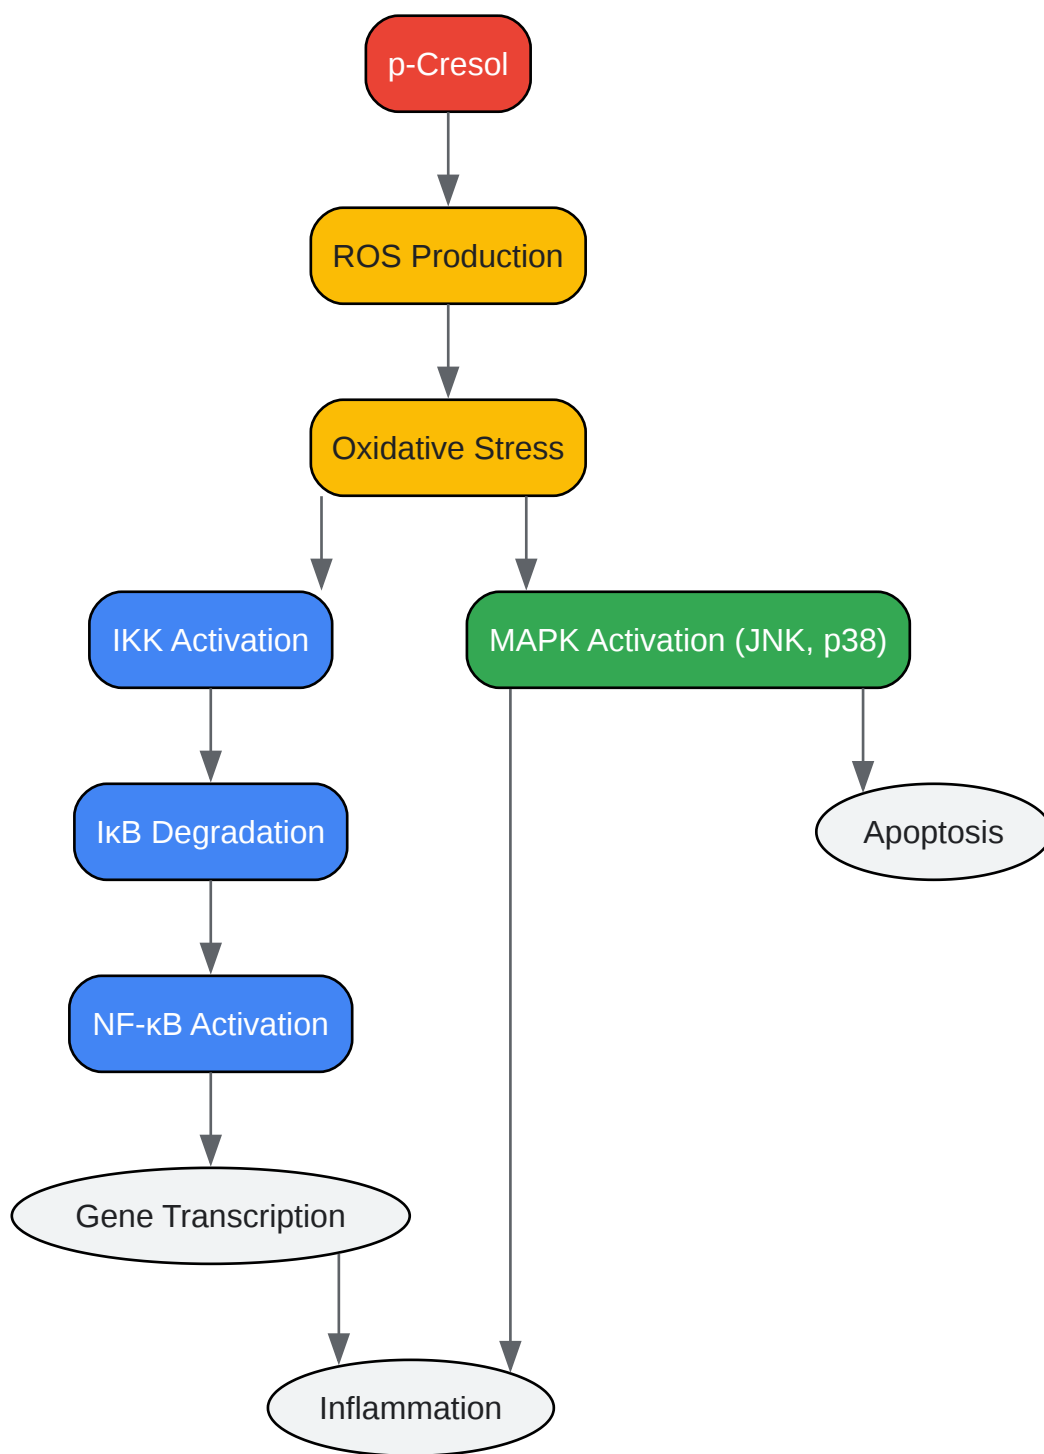 p-Cresol
ROS Production
Oxidative Stress
IKK Activation
MAPK Activation (JNK, p38)
IκB Degradation
Apoptosis
NF-κB Activation
Gene Transcription
Inflammation